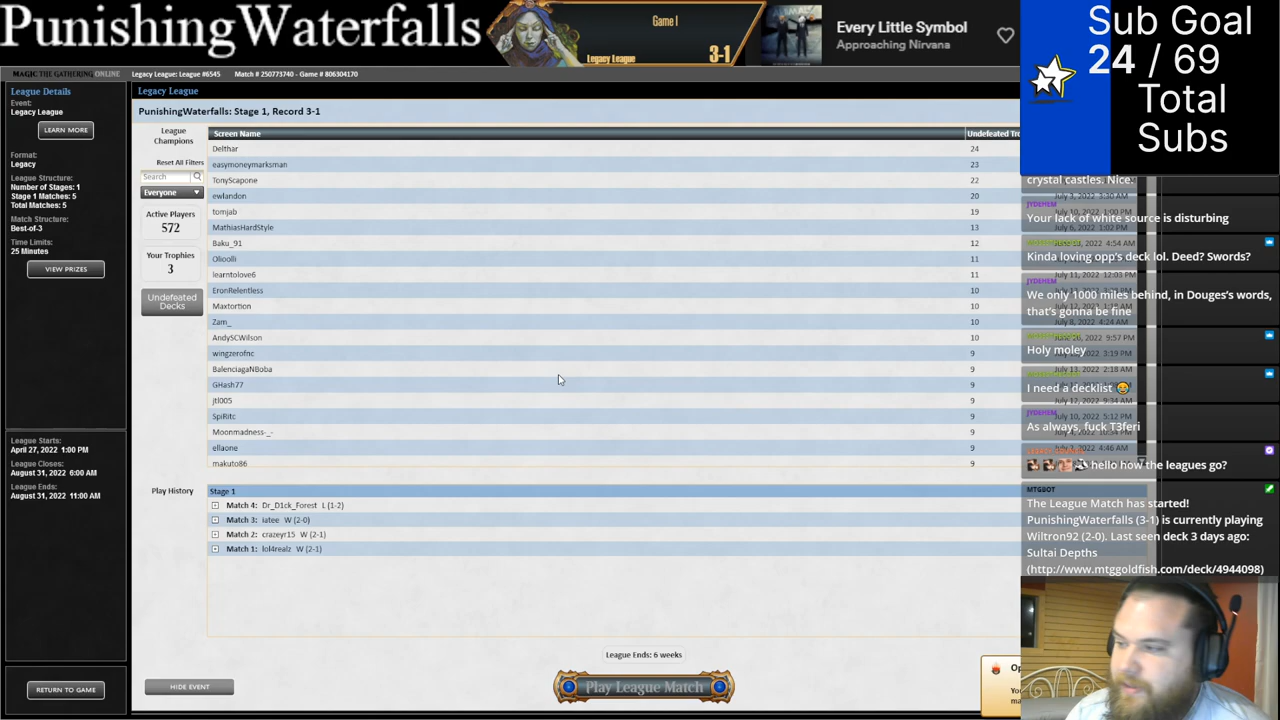 PunishingWaterfalls
Game 1
Legacy League
3-1
Every Little Symbol
Approaching Nirvana
Sub Goal
24 / 69
Total
Subs
MAGIC THE GATHERING ONLINE
Legacy League: League #6545
Match # 250773740 - Game # 806304170
League Details
Event:
Legacy League
LEARN MORE
Format:
Legacy
League Structure:
Number of Stages: 1
Stage 1 Matches: 5
Total Matches: 5
Match Structure:
Best-of-3
Time Limits:
25 Minutes
VIEW PRIZES
League Starts:
April 27, 2022 1:00 PM
League Closes:
August 31, 2022 6:00 AM
League Ends:
August 31, 2022 11:00 AM
RETURN TO GAME
Legacy League
PunishingWaterfalls: Stage 1, Record 3-1
League
Champions
Reset All Filters
Search
Everyone
Active Players
572
Your Trophies
3
Undefeated
Decks
Screen Name Undefeated Tro
Delthar 24
easymoneymarksman 23
TonyScapone 22
ewlandon 20
tomjab 19
MathiasHardStyle 13
Baku_91 12
Olioolli 11
learntolove6 11
EronRelentless 10
Maxtortion 10
Zam_ 10
AndySCWilson 10
wingzerofnc 9
BalenciagaNBoba 9
GHash77 9
jtl005 9
SpiRitc 9
Moonmadness-_- 9
ellaone 9
makuto86 9
Play History
Stage 1
Match 4: Dr_D1ck_Forest L (1-2)
Match 3: iatee W (2-0)
Match 2: crazeyr15 W (2-1)
Match 1: lol4realz W (2-1)
League Ends: 6 weeks
HIDE EVENT
Play League Match
crystal castles. Nice.
JYDEHEM
Your lack of white source is disturbing
Kinda loving opp's deck lol. Deed? Swords?
JYDEHEM
We only 1000 miles behind, in Douges's words,
that's gonna be fine
Holy moley
I need a decklist
JYDEHEM
As always, fuck T3feri
hello how the leagues go?
MTGBOT
The League Match has started!
PunishingWaterfalls (3-1) is currently playing
Wiltron92 (2-0). Last seen deck 3 days ago:
Sultai Depths
(http://www.mtggoldfish.com/deck/4944098)